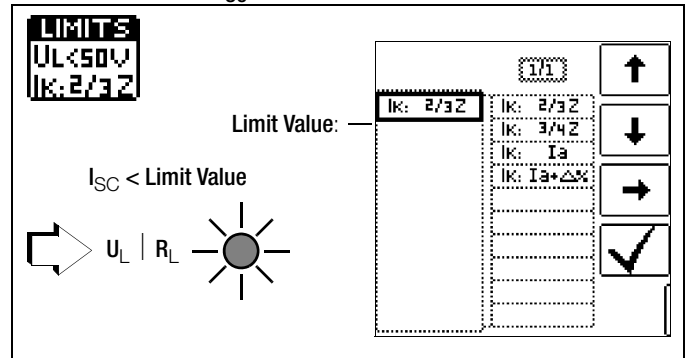 LIMITS
UL<50V
IK: 2/3Z
1/1
Limit Value:
IK: 2/3Z
IK: 2/3Z
IK: 3/4Z
IK: Ia
IK: Ia+Δ%
ISC < Limit Value
UL | RL